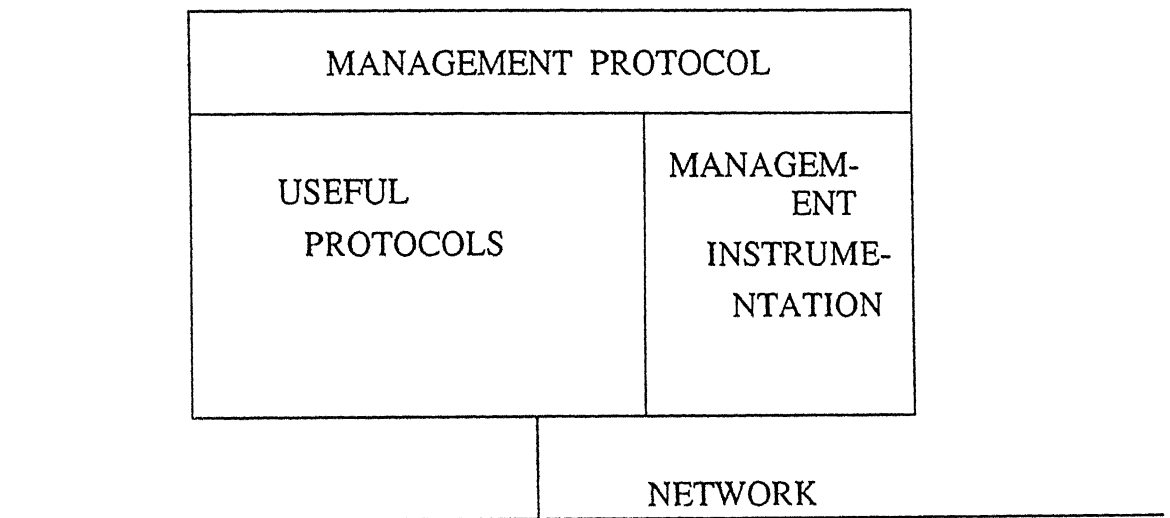 MANAGEMENT PROTOCOL
USEFUL
PROTOCOLS
MANAGEM-
ENT
INSTRUME-
NTATION
NETWORK